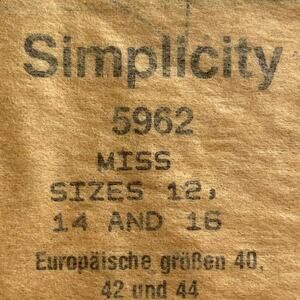 Simplicity
5962
MISS
SIZES 12,
14 AND 16
Europäische größen 40,
42 und 44